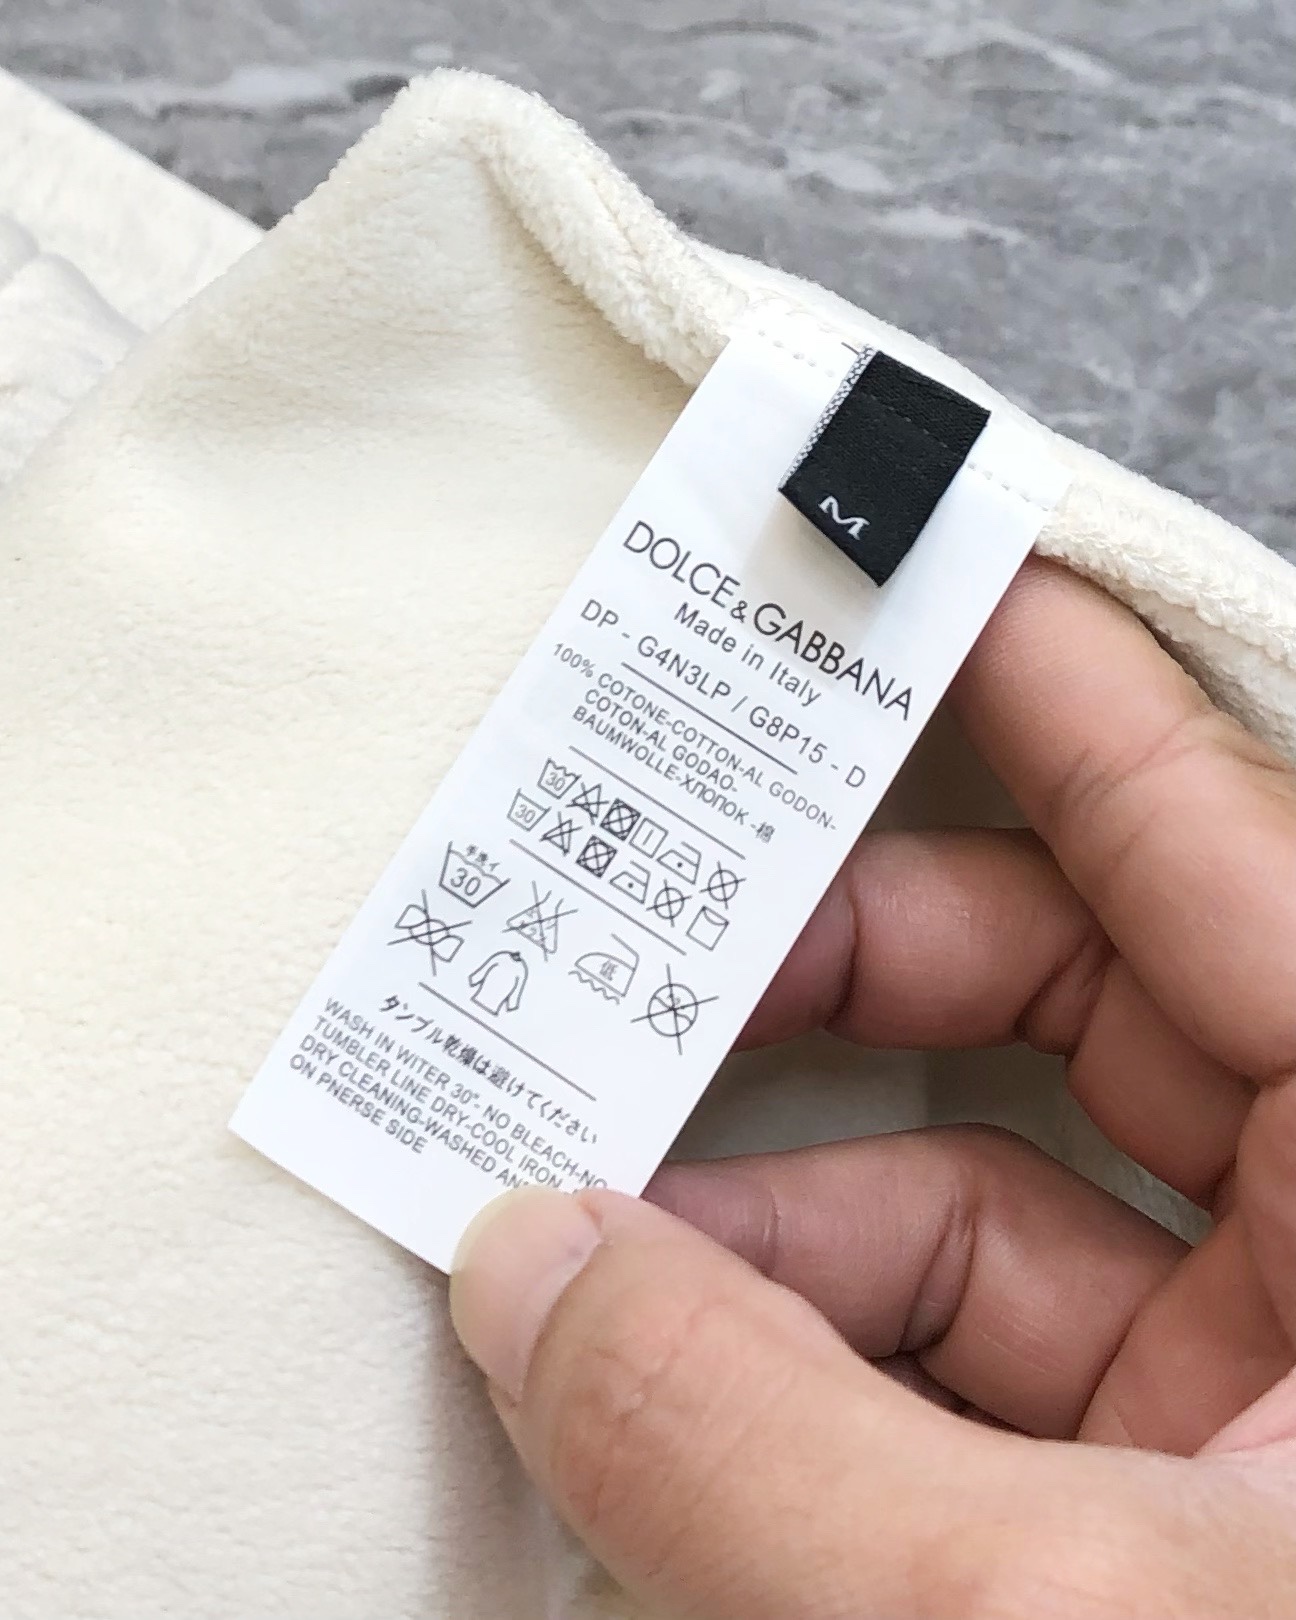 M
DOLCE & GABBANA
Made in Italy
DP - G4N3LP / G8P15 - D
100% COTONE-COTTON-AL GODON-
COTON-AL GODAO-
BAUMWOLLE-ХЛОПОК -棉
30
30
手洗イ
30
低
タンブル乾燥は避けてください
WASH IN WITER 30°-NO BLEACH-NO
TUMBLER LINE DRY-COOL IRON
DRY CLEANING-WASHED AN
ON PNERSE SIDE